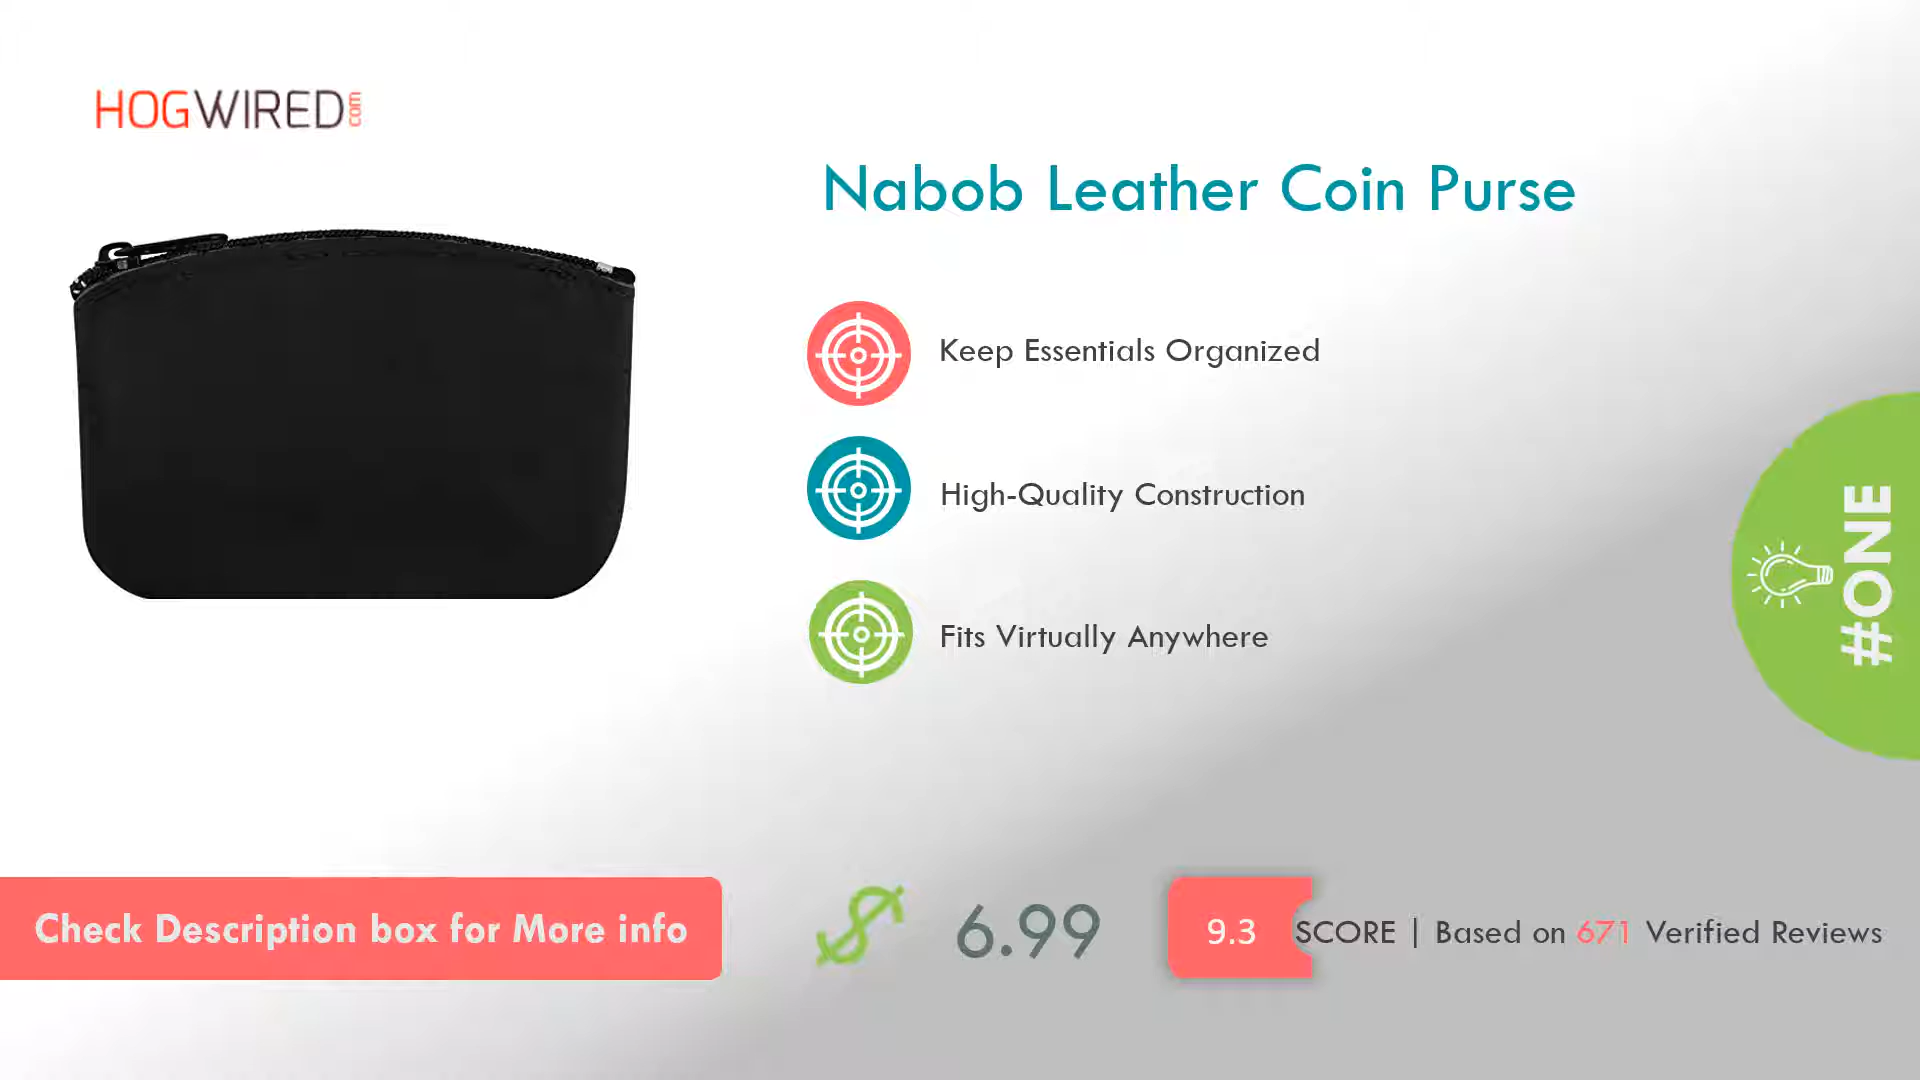 HOGWIRED.com
Nabob Leather Coin Purse
Keep Essentials Organized
High-Quality Construction
Fits Virtually Anywhere
#ONE
Check Description box for More info
$ 6.99
9.3 SCORE | Based on 671 Verified Reviews